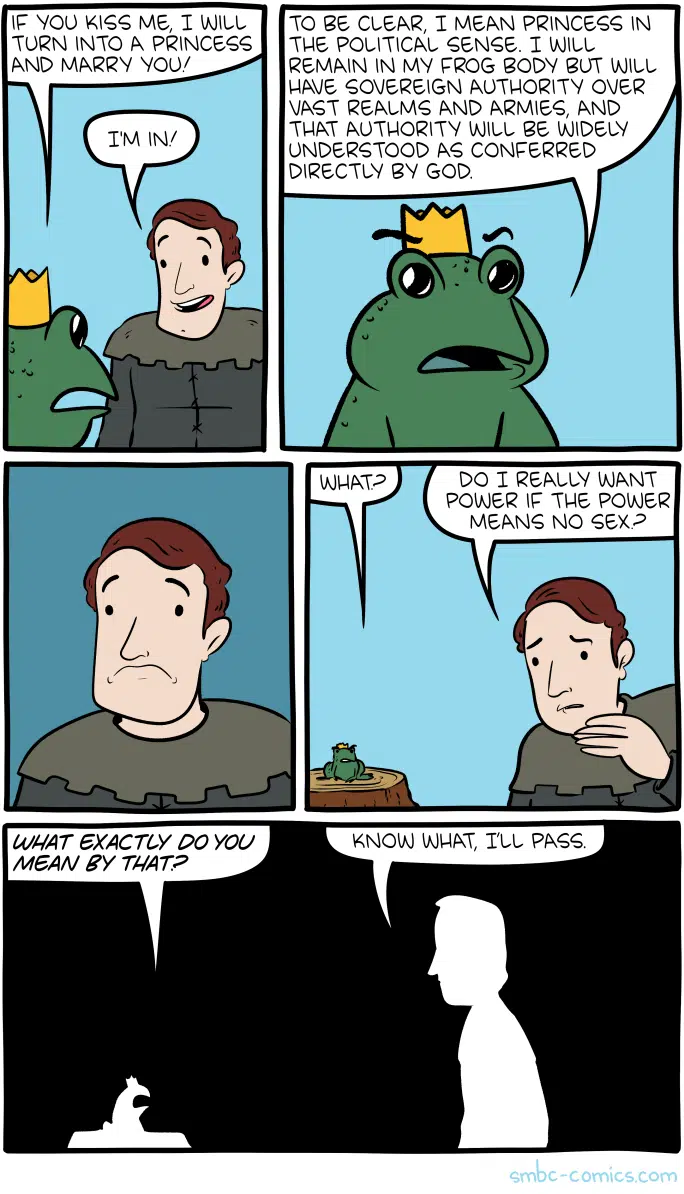 IF YOU KISS ME, I WILL
TURN INTO A PRINCESS
AND MARRY YOU!
I'M IN!
TO BE CLEAR, I MEAN PRINCESS IN
THE POLITICAL SENSE. I WILL
REMAIN IN MY FROG BODY BUT WILL
HAVE SOVEREIGN AUTHORITY OVER
VAST REALMS AND ARMIES, AND
THAT AUTHORITY WILL BE WIDELY
UNDERSTOOD AS CONFERRED
DIRECTLY BY GOD.
WHAT?
DO I REALLY WANT
POWER IF THE POWER
MEANS NO SEX?
WHAT EXACTLY DO YOU
MEAN BY THAT?
KNOW WHAT, I'LL PASS.
smbc-comics.com